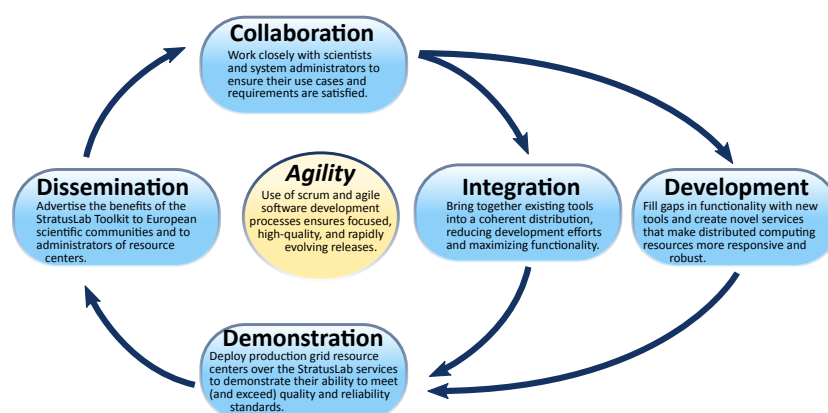 Collaboration
Work closely with scientists
and system administrators to
ensure their use cases and
requirements are satisfied.
Dissemination
Advertise the benefits of the
StratusLab Toolkit to European
scientific communities and to
administrators of resource
centers.
Agility
Use of scrum and agile
software development
processes ensures focused,
high-quality, and rapidly
evolving releases.
Integration
Bring together existing tools
into a coherent distribution,
reducing development efforts
and maximizing functionality.
Development
Fill gaps in functionality with new
tools and create novel services
that make distributed computing
resources more responsive and
robust.
Demonstration
Deploy production grid resource
centers over the StratusLab services
to demonstrate their ability to meet
(and exceed) quality and reliability
standards.